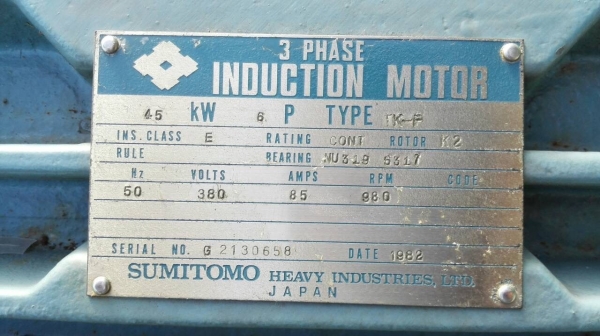 3 PHASE
INDUCTION MOTOR
45 kW 6 P TYPE TK-F
INS. CLASS E RATING CONT ROTOR K2
RULE BEARING NU319 6317
Hz VOLTS AMPS RPM CODE
50 380 85 980
SERIAL NO. G2130658 DATE 1982
SUMITOMO HEAVY INDUSTRIES, LTD.
JAPAN